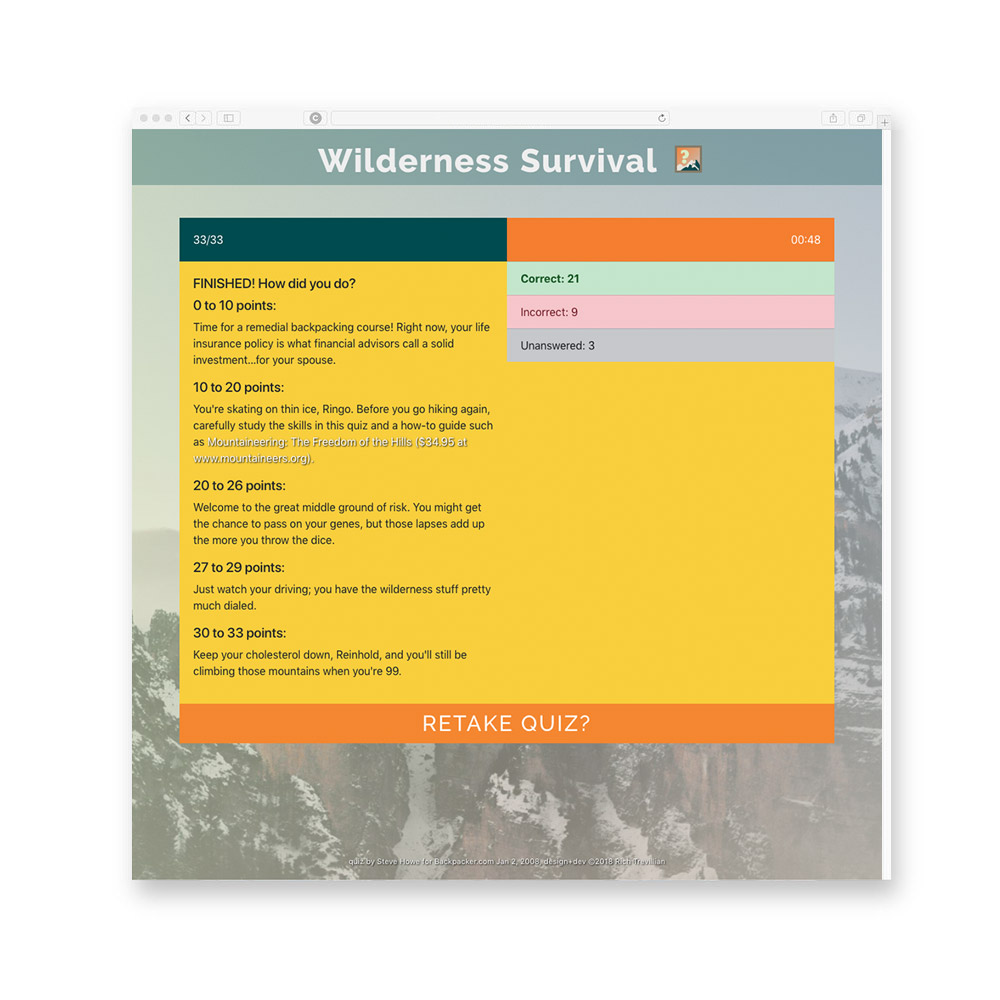 Wilderness Survival
33/33
00:48
FINISHED! How did you do?
0 to 10 points:
Time for a remedial backpacking course! Right now, your life
insurance policy is what financial advisors call a solid
investment...for your spouse.
10 to 20 points:
You're skating on thin ice, Ringo. Before you go hiking again,
carefully study the skills in this quiz and a how-to guide such
as Mountaineering: The Freedom of the Hills ($34.95 at
www.mountaineers.org).
20 to 26 points:
Welcome to the great middle ground of risk. You might get
the chance to pass on your genes, but those lapses add up
the more you throw the dice.
27 to 29 points:
Just watch your driving; you have the wilderness stuff pretty
much dialed.
30 to 33 points:
Keep your cholesterol down, Reinhold, and you'll still be
climbing those mountains when you're 99.
Correct: 21
Incorrect: 9
Unanswered: 3
RETAKE QUIZ?
quiz by Steve Howe for Backpacker.com Jan 2, 2008, design+dev ©2018 Rich Trevillian